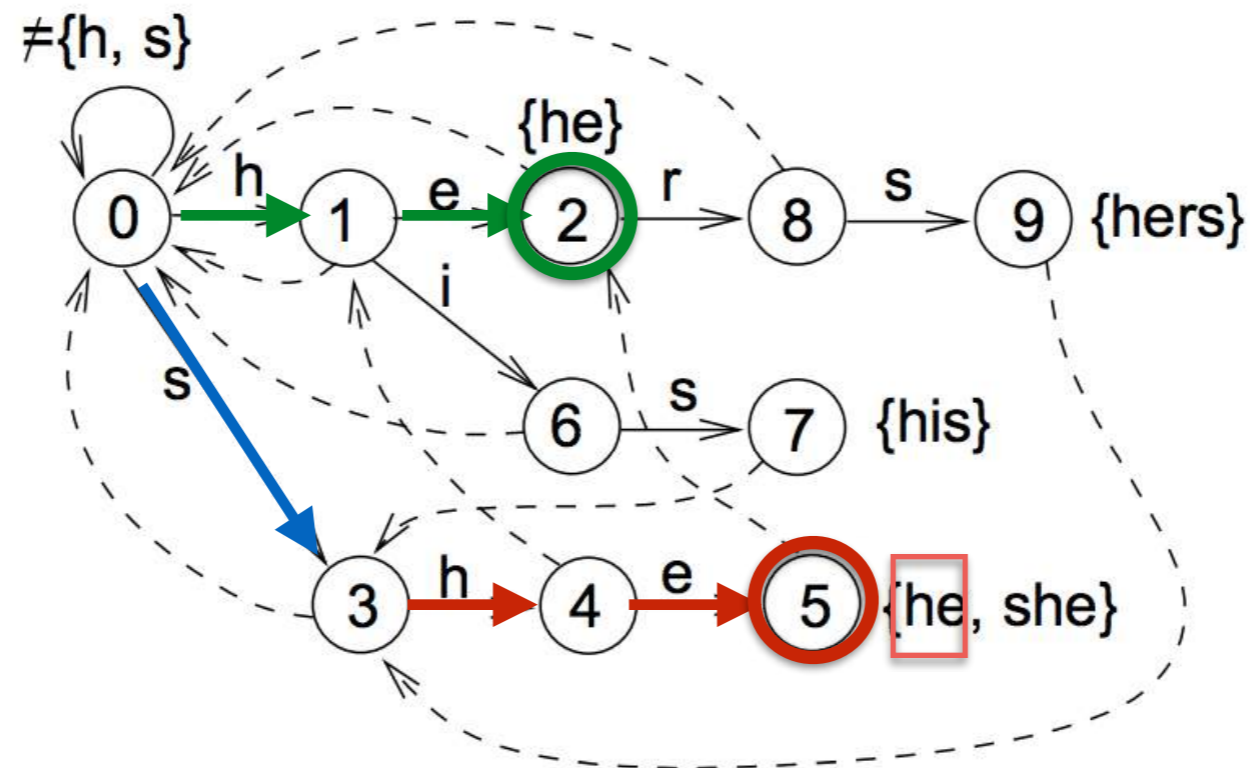 ≠{h, s}
{he}
h
e
r
s
0
1
2
8
9
{hers}
i
s
s
6
7
{his}
h
e
3
4
5
{he, she}